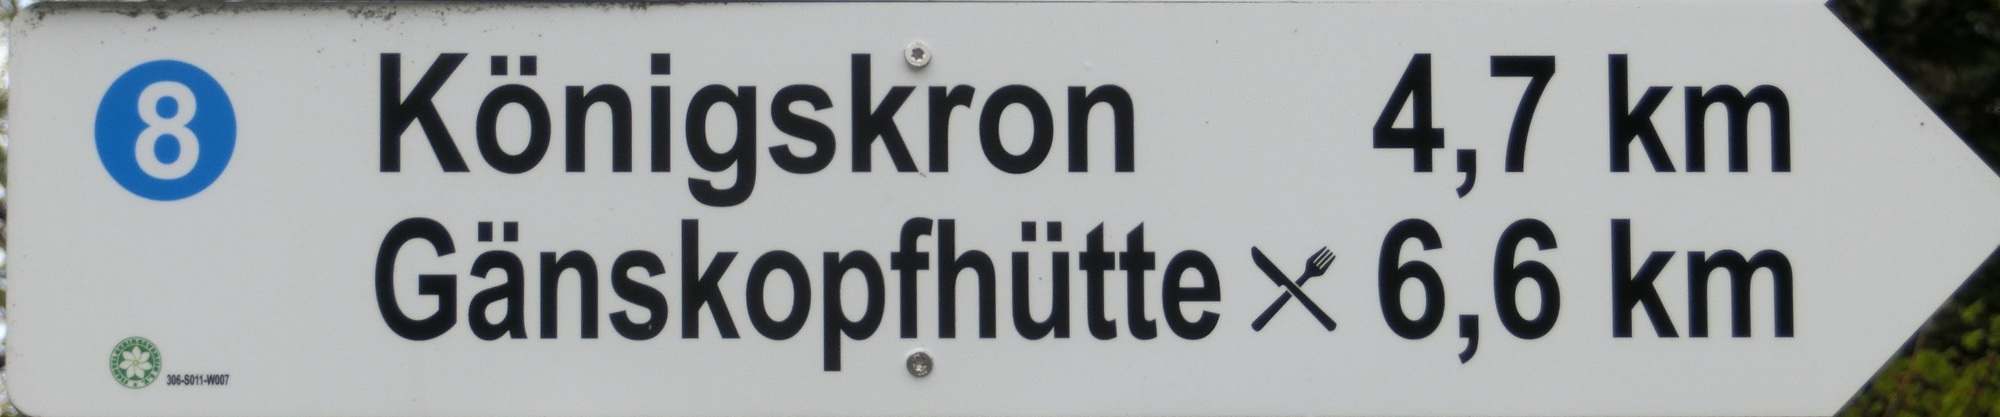 8
Königskron 4,7 km
Gänskopfhütte 6,6 km
306-S011-W007